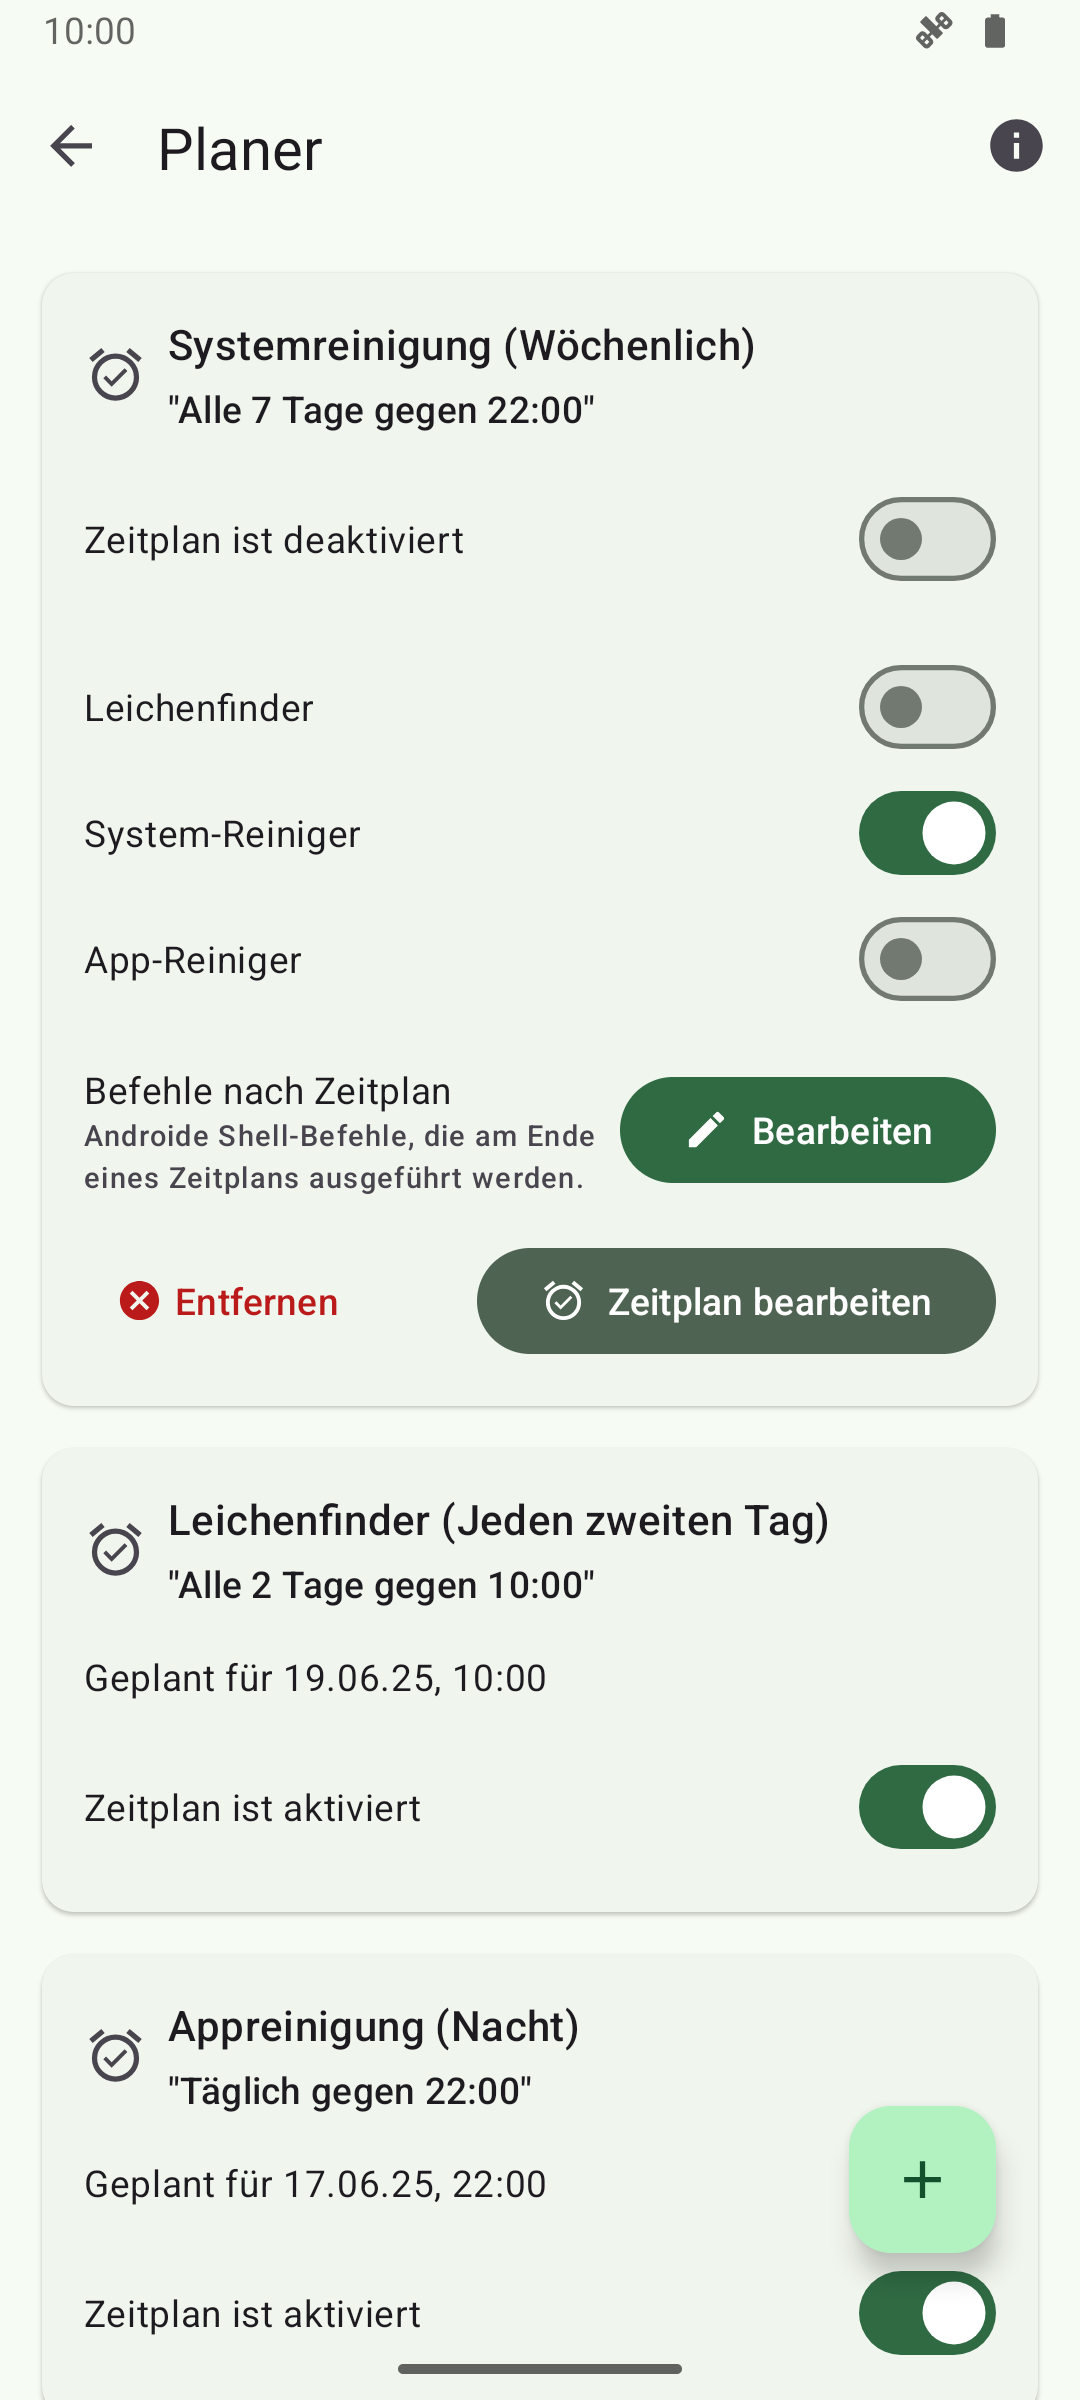 10:00
Planer
Systemreinigung (Wöchenlich)
"Alle 7 Tage gegen 22:00"
Zeitplan ist deaktiviert
Leichenfinder
System-Reiniger
App-Reiniger
Befehle nach Zeitplan
Androide Shell-Befehle, die am Ende
eines Zeitplans ausgeführt werden.
Bearbeiten
Entfernen
Zeitplan bearbeiten
Leichenfinder (Jeden zweiten Tag)
"Alle 2 Tage gegen 10:00"
Geplant für 19.06.25, 10:00
Zeitplan ist aktiviert
Appreinigung (Nacht)
"Täglich gegen 22:00"
Geplant für 17.06.25, 22:00
Zeitplan ist aktiviert